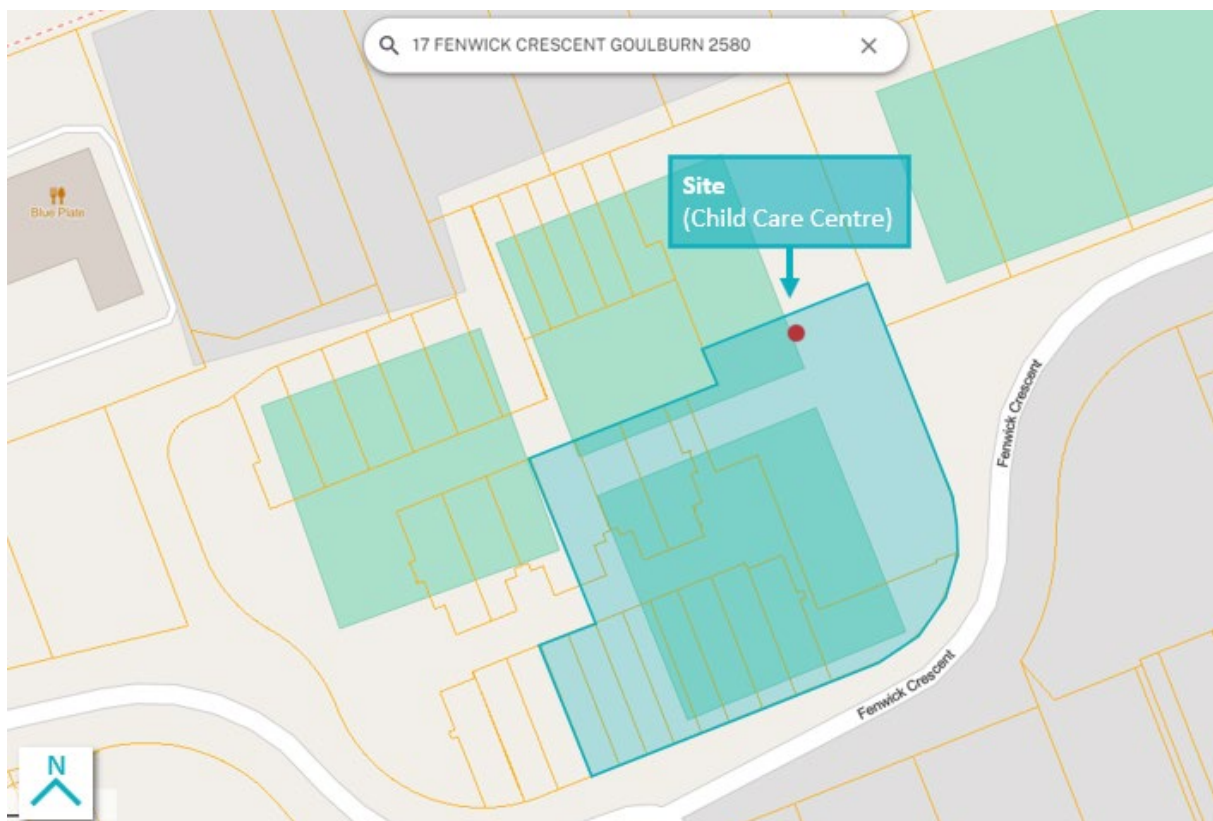 17 FENWICK CRESCENT GOULBURN 2580
Site
(Child Care Centre)
Blue Plate
Fenwick Crescent
Fenwick Crescent
N